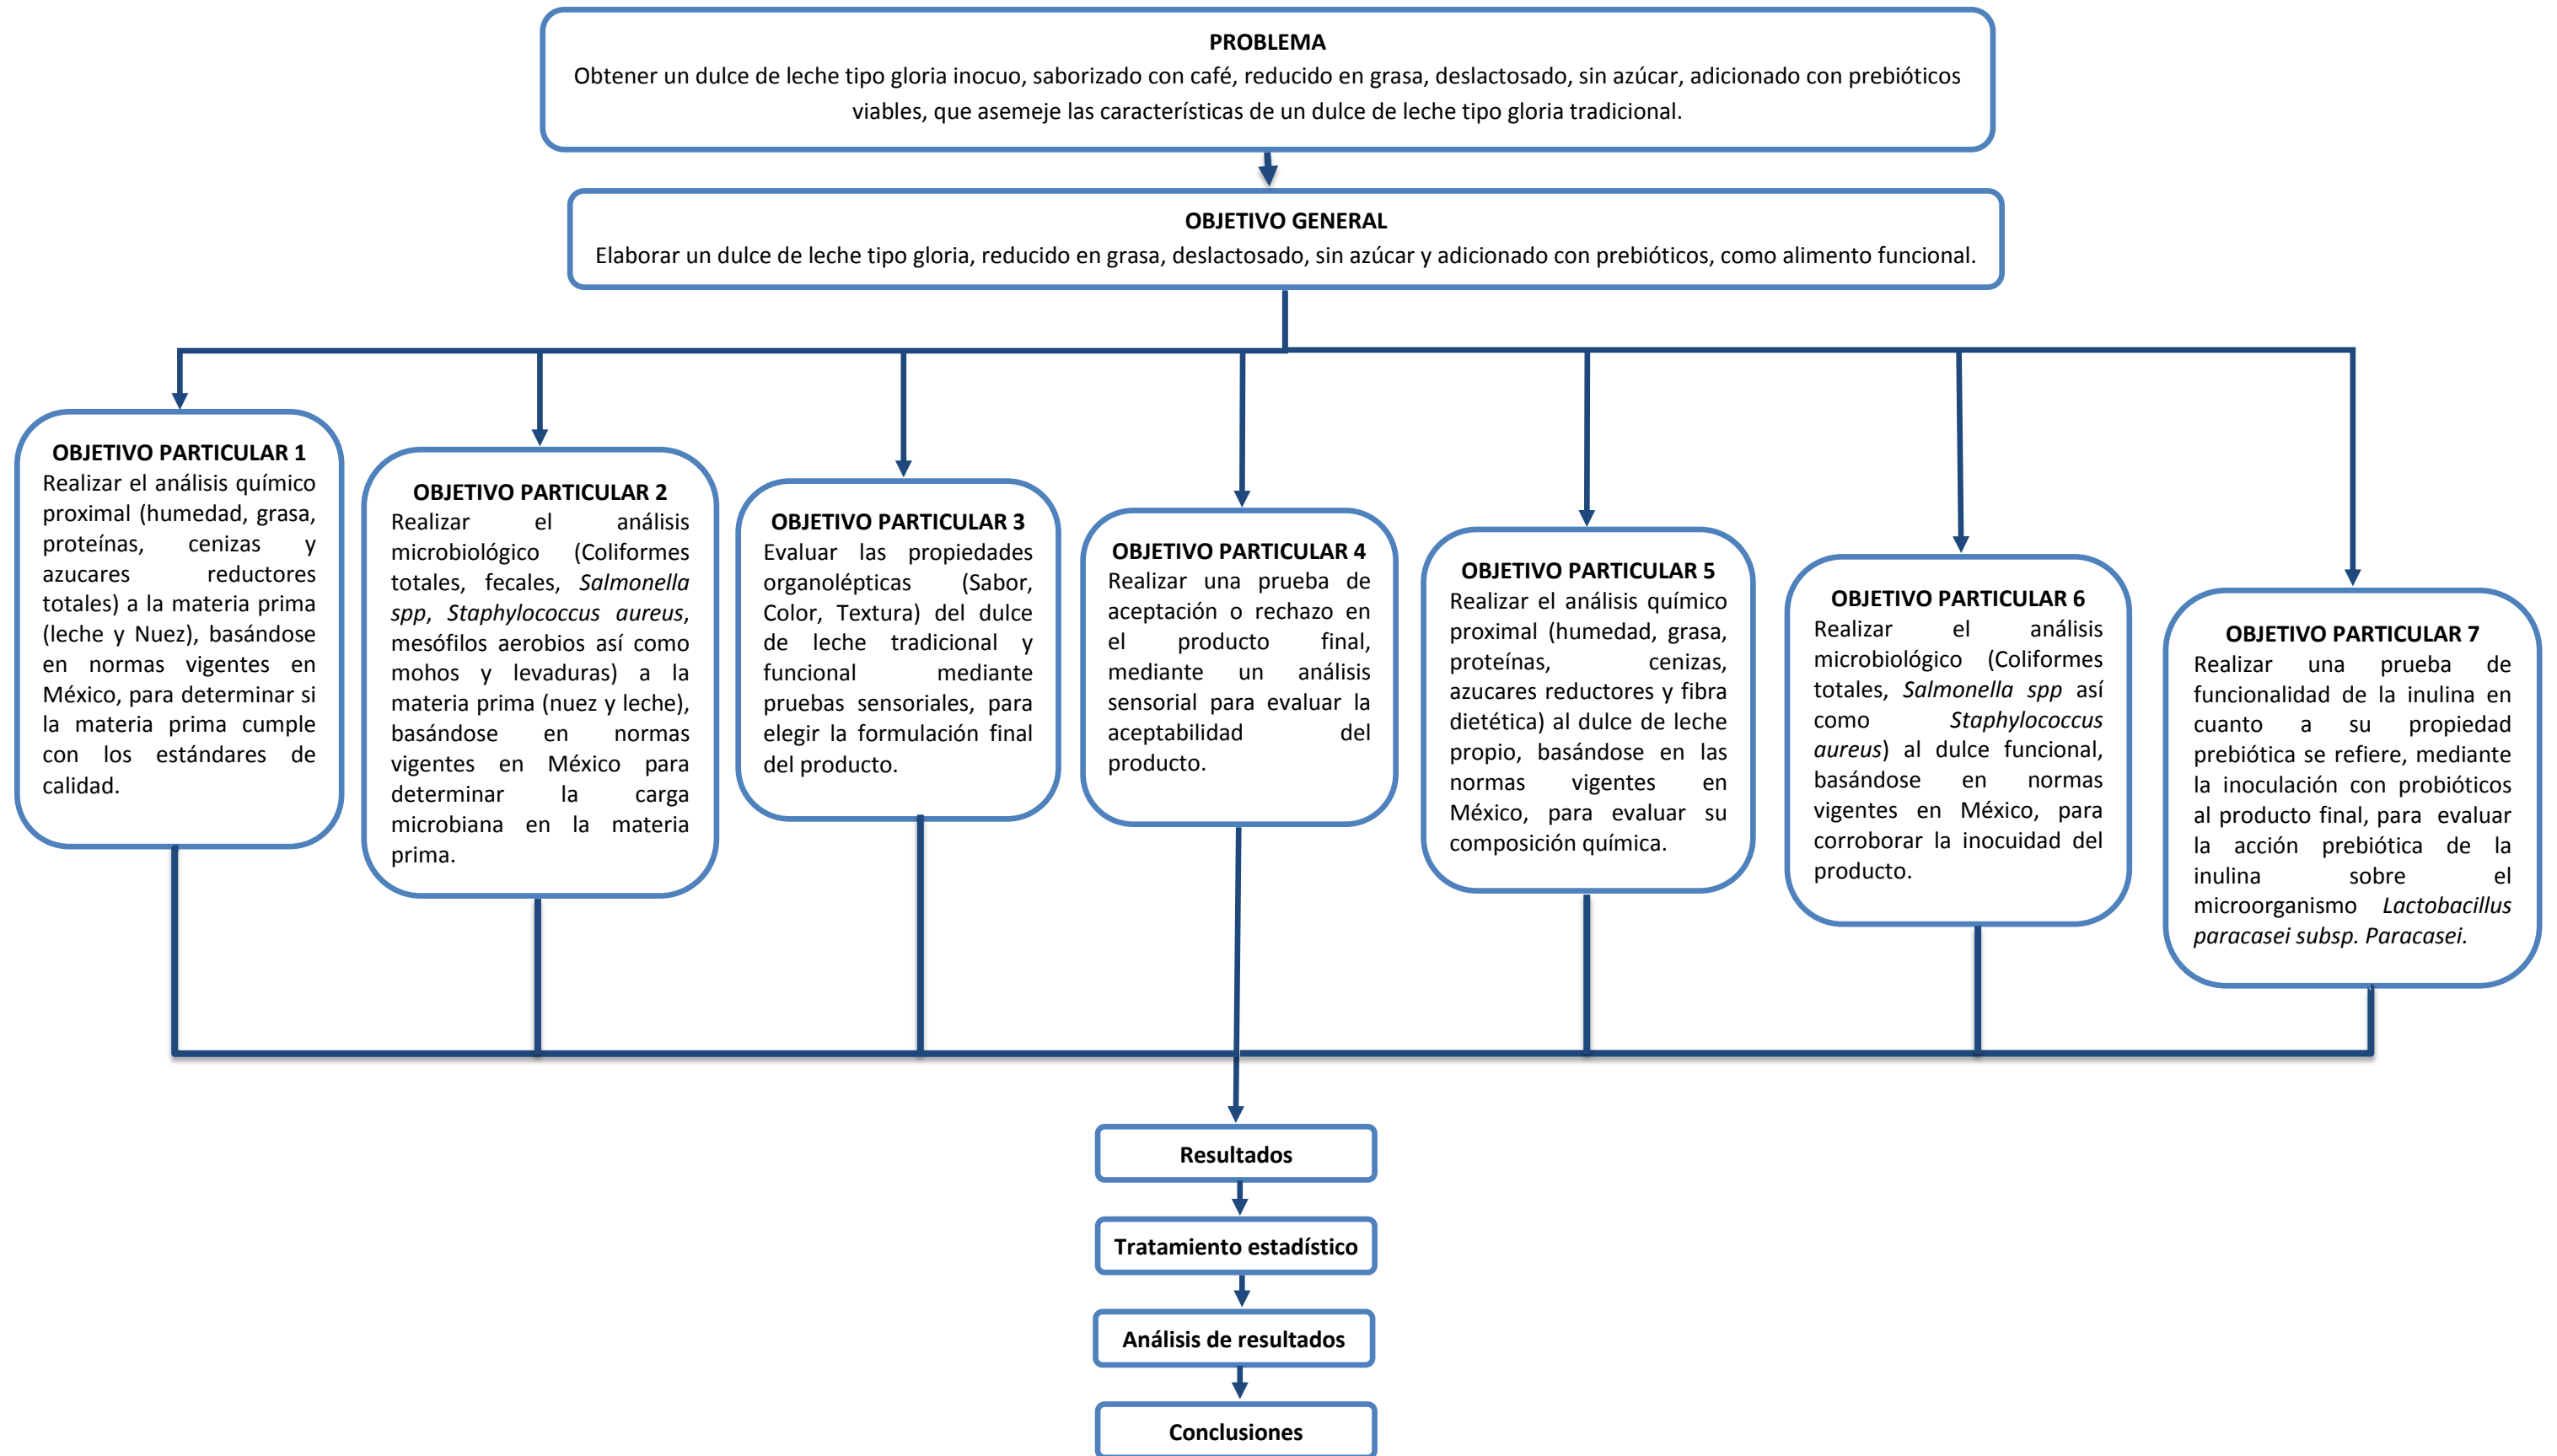 PROBLEMA
Obtener un dulce de leche tipo gloria inocuo, saborizado con café, reducido en grasa, deslactosado, sin azúcar, adicionado con prebióticos
viables, que asemeje las características de un dulce de leche tipo gloria tradicional.
OBJETIVO GENERAL
Elaborar un dulce de leche tipo gloria, reducido en grasa, deslactosado, sin azúcar y adicionado con prebióticos, como alimento funcional.
OBJETIVO PARTICULAR 1
Realizar el análisis químico
proximal (humedad, grasa,
proteínas, cenizas y
azucares reductores
totales) a la materia prima
(leche y Nuez), basándose
en normas vigentes en
México, para determinar si
la materia prima cumple
con los estándares de
calidad.
OBJETIVO PARTICULAR 2
Realizar el análisis
microbiológico (Coliformes
totales, fecales, Salmonella
spp, Staphylococcus aureus,
mesófilos aerobios así como
mohos y levaduras) a la
materia prima (nuez y leche),
basándose en normas
vigentes en México para
determinar la carga
microbiana en la materia
prima.
OBJETIVO PARTICULAR 3
Evaluar las propiedades
organolépticas (Sabor,
Color, Textura) del dulce
de leche tradicional y
funcional mediante
pruebas sensoriales, para
elegir la formulación final
del producto.
OBJETIVO PARTICULAR 4
Realizar una prueba de
aceptación o rechazo en
el producto final,
mediante un análisis
sensorial para evaluar la
aceptabilidad del
producto.
OBJETIVO PARTICULAR 5
Realizar el análisis químico
proximal (humedad, grasa,
proteínas, cenizas,
azucares reductores y fibra
dietética) al dulce de leche
propio, basándose en las
normas vigentes en
México, para evaluar su
composición química.
OBJETIVO PARTICULAR 6
Realizar el análisis
microbiológico (Coliformes
totales, Salmonella spp así
como Staphylococcus
aureus) al dulce funcional,
basándose en normas
vigentes en México, para
corroborar la inocuidad del
producto.
OBJETIVO PARTICULAR 7
Realizar una prueba de
funcionalidad de la inulina en
cuanto a su propiedad
prebiótica se refiere, mediante
la inoculación con probióticos
al producto final, para evaluar
la acción prebiótica de la
inulina sobre el
microorganismo Lactobacillus
paracasei subsp. Paracasei.
Resultados
Tratamiento estadístico
Análisis de resultados
Conclusiones